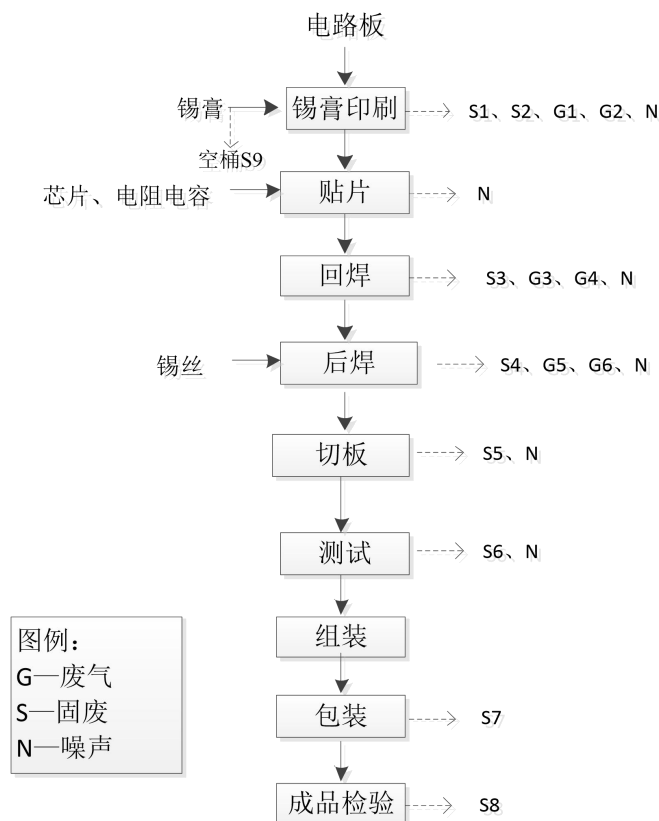 电路板
锡膏
锡膏印刷
S1、S2、G1、G2、N
空桶S9
芯片、电阻电容
贴片
N
回焊
S3、G3、G4、N
锡丝
后焊
S4、G5、G6、N
切板
S5、N
测试
S6、N
组装
包装
S7
成品检验
S8
图例：
G—废气
S—固废
N—噪声